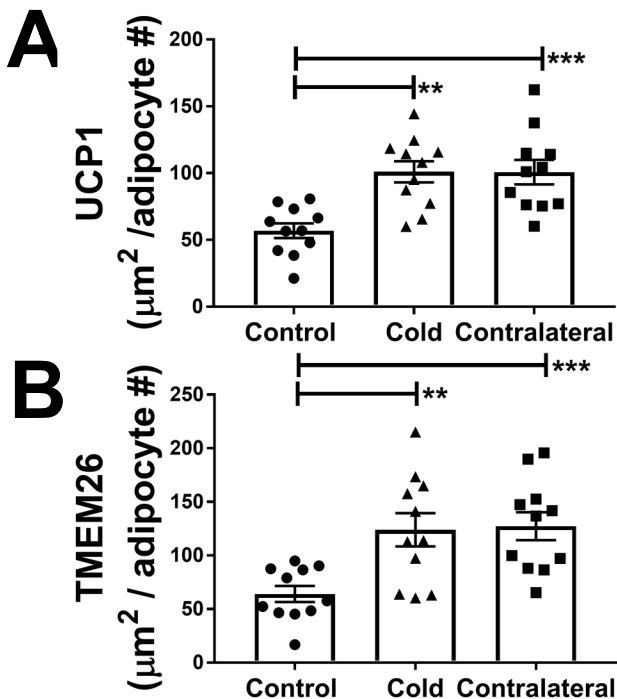 A
UCP1
(μm² /adipocyte #)
200
150
100
50
0
***
**
Control Cold Contralateral
B
TMEM26
(μm² / adipocyte #)
250
200
150
100
50
0
***
**
Control Cold Contralateral